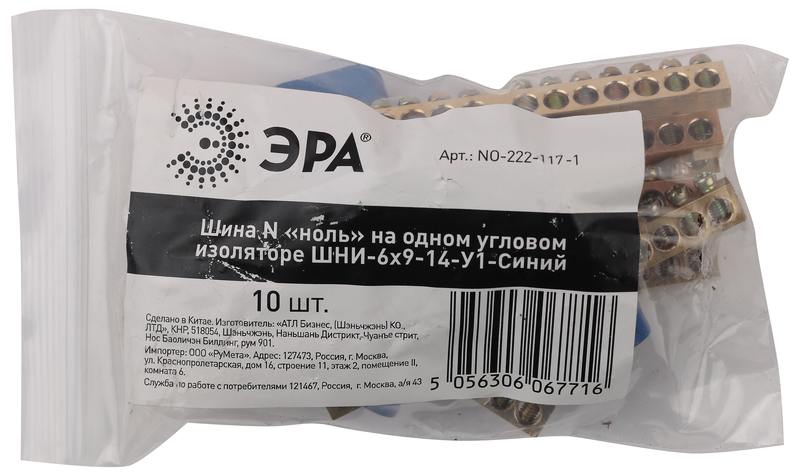 ЭРА®
Арт.: NO-222-117-1
Шина N «ноль» на одном угловом
изоляторе ШНИ-6х9-14-У1-Синий
10 шт.
Сделано в Китае. Изготовитель: «АТЛ Бизнес, (Шэньчжэнь) КО.,
ЛТД», КНР, 518054, Шэньчжэнь, Наньшань Дистрикт, Чуанье стрит,
Нос Баоличэн Билдинг, рум 901.
Импортер: ООО «РуМета». Адрес: 127473, Россия, г. Москва,
ул. Краснопролетарская, дом 16, строение 11, этаж 2, помещение II,
комната 6.
Служба по работе с потребителями 121467, Россия, г. Москва, а/я 43
5 056306 067716